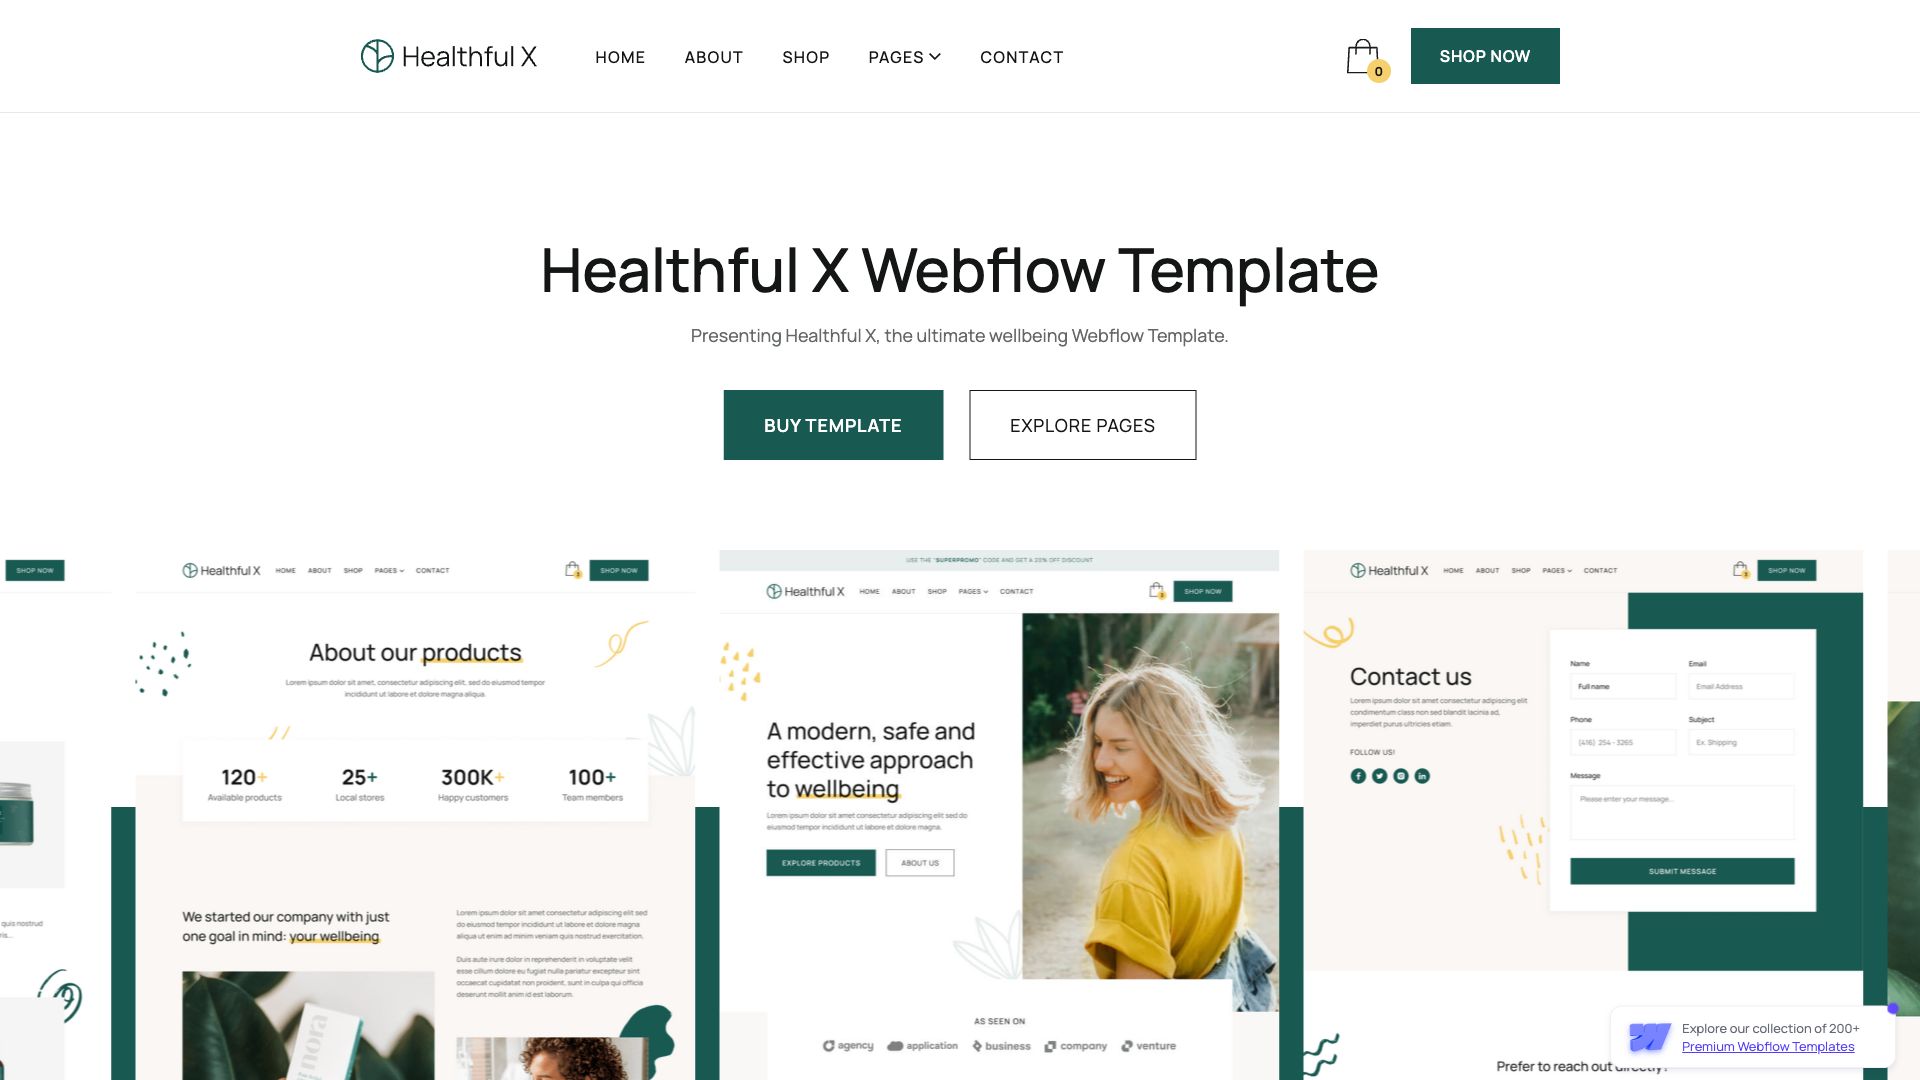 Healthful X
HOME
ABOUT
SHOP
PAGES
CONTACT
0
SHOP NOW
Healthful X Webflow Template
Presenting Healthful X, the ultimate wellbeing Webflow Template.
BUY TEMPLATE
EXPLORE PAGES
SHOP NOW
quis nostrud
Healthful X
HOME
ABOUT
SHOP
PAGES
CONTACT
SHOP NOW
About our products
Lorem ipsum dolor sit amet, consectetur adipiscing elit, sed do eiusmod tempor
incididunt ut labore et dolore magna aliqua.
120+
Available products
25+
Local stores
300K+
Happy customers
100+
Team members
We started our company with just
one goal in mind: your wellbeing
Lorem ipsum dolor sit amet consectetur adipiscing elit sed
do eiusmod tempor incididunt ut labore et dolore magna
aliqua ut enim ad minim veniam quis nostrud exercitation.
Duis aute irure dolor in reprehenderit in voluptate velit
esse cillum dolore eu fugiat nulla pariatur excepteur sint
occaecat cupidatat non proident, sunt in culpa qui officia
deserunt mollit anim id est laborum.
inora
USE THE "SUPERPROMO" CODE AND GET A 20% OFF DISCOUNT
Healthful X
HOME
ABOUT
SHOP
PAGES
CONTACT
SHOP NOW
A modern, safe and
effective approach
to wellbeing
Lorem ipsum dolor sit amet consectetur adipiscing elit sed do
eiusmod tempor incididunt ut labore et dolore magna.
EXPLORE PRODUCTS
ABOUT US
AS SEEN ON
agency
application
business
company
venture
Healthful X
HOME
ABOUT
SHOP
PAGES
CONTACT
SHOP NOW
Contact us
Lorem ipsum dolor sit amet consectetur adipiscing elit
condimentum class non sed blandit lacinia ad,
imperdiet purus ultricies etiam.
FOLLOW US!
Name
Full name
Email
Email Address
Phone
(416) 254 - 3265
Subject
Ex. Shipping
Message
Please enter your message...
SUBMIT MESSAGE
Prefer to reach out directly?
Explore our collection of 200+
Premium Webflow Templates